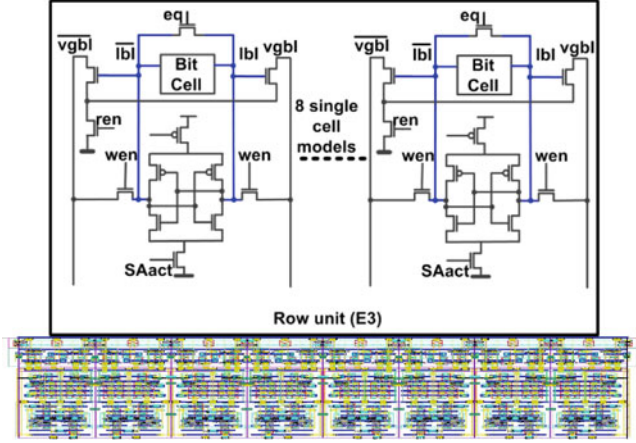 eq
vgbl lbl lbl vgbl
Bit
Cell
ren
wen wen
SAact
8 single
cell
models
eq
vgbl lbl lbl vgbl
Bit
Cell
ren
wen wen
SAact
Row unit (E3)